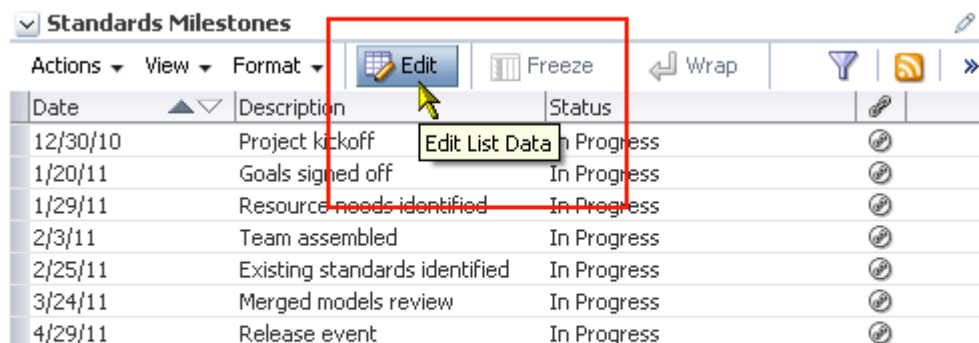 Standards Milestones
Actions View Format Edit Freeze Wrap
Date Description Status
12/30/10 Project kickoff In Progress
Edit List Data
1/20/11 Goals signed off In Progress
1/29/11 Resource needs identified In Progress
2/3/11 Team assembled In Progress
2/25/11 Existing standards identified In Progress
3/24/11 Merged models review In Progress
4/29/11 Release event In Progress